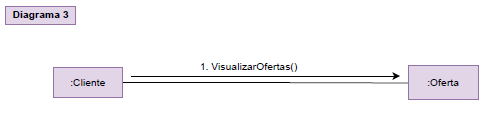 Diagrama 3
1. VisualizarOfertas()
:Cliente
:Oferta